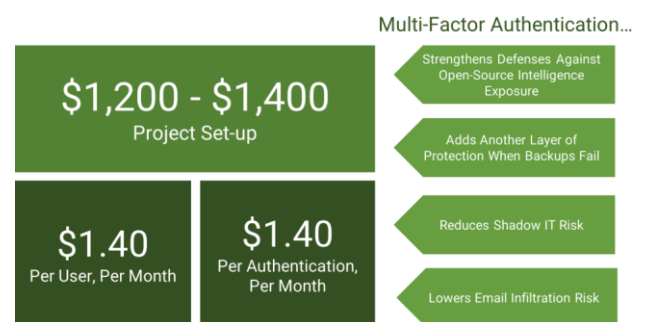 Multi-Factor Authentication…
$1,200 - $1,400
Project Set-up
$1.40
Per User, Per Month
$1.40
Per Authentication,
Per Month
Strengthens Defenses Against
Open-Source Intelligence
Exposure
Adds Another Layer of
Protection When Backups Fail
Reduces Shadow IT Risk
Lowers Email Infiltration Risk